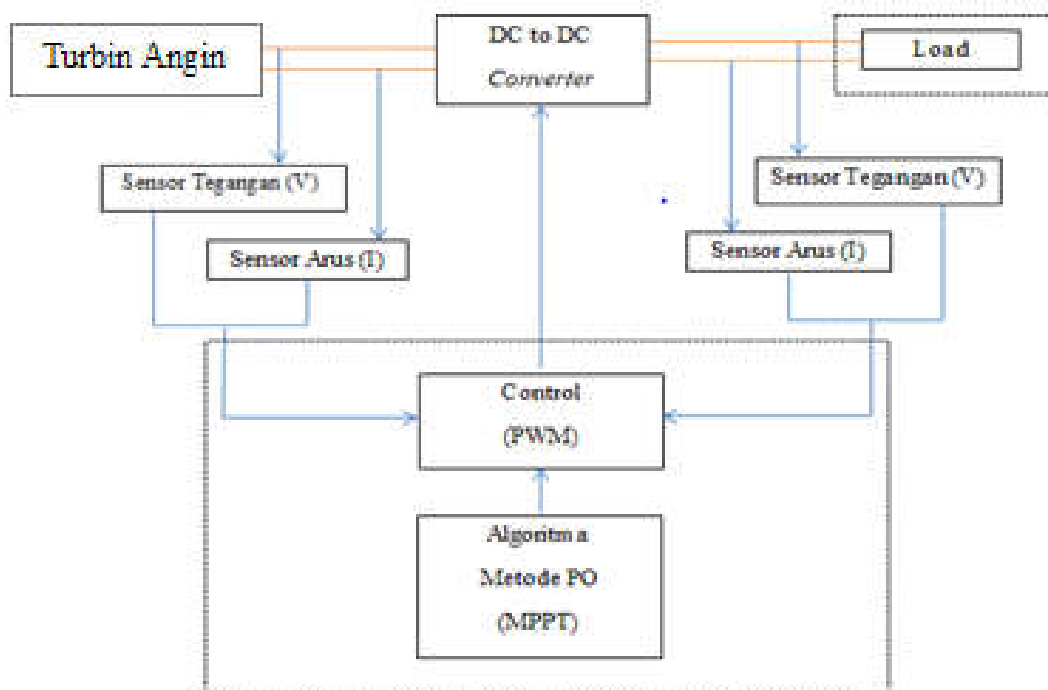 Turbin Angin
DC to DC
Converter
Load
Sensor Tegangan (V)
Sensor Arus (I)
Sensor Tegangan (V)
Sensor Arus (I)
Control
(PWM)
Algoritma
Metode PO
(MPPT)